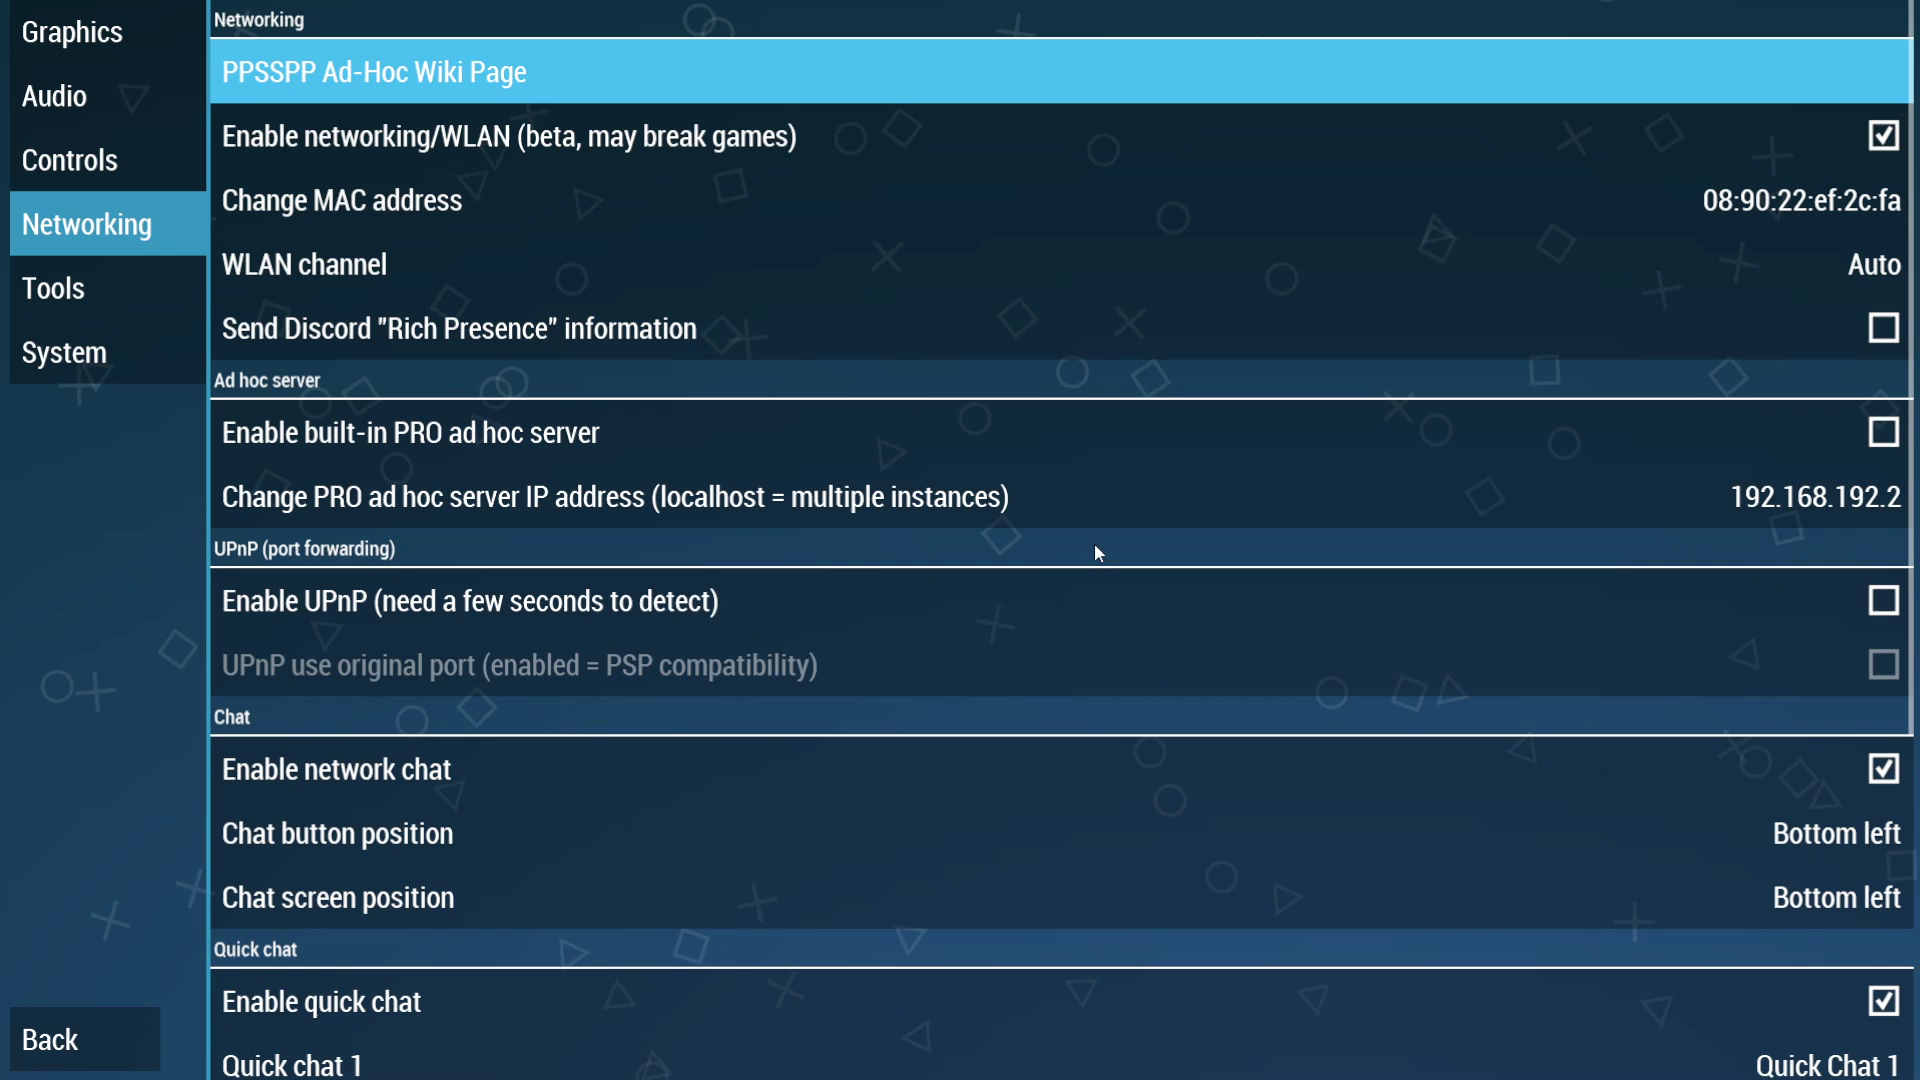 Graphics
Audio
Controls
Networking
Tools
System
Back
Networking
PPSSPP Ad-Hoc Wiki Page
Enable networking/WLAN (beta, may break games)
Change MAC address 08:90:22:ef:2c:fa
WLAN channel Auto
Send Discord "Rich Presence" information
Ad hoc server
Enable built-in PRO ad hoc server
Change PRO ad hoc server IP address (localhost = multiple instances) 192.168.192.2
UPnP (port forwarding)
Enable UPnP (need a few seconds to detect)
UPnP use original port (enabled = PSP compatibility)
Chat
Enable network chat
Chat button position Bottom left
Chat screen position Bottom left
Quick chat
Enable quick chat
Quick chat 1 Quick Chat 1